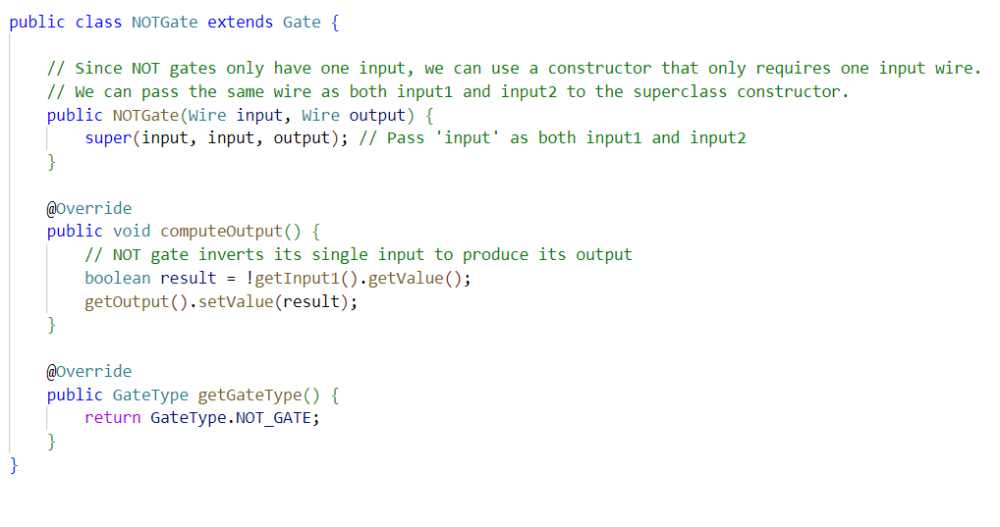 public class NOTGate extends Gate {
// Since NOT gates only have one input, we can use a constructor that only requires one input wire.
// We can pass the same wire as both input1 and input2 to the superclass constructor.
public NOTGate(Wire input, Wire output) {
super(input, input, output); // Pass 'input' as both input1 and input2
}
@Override
public void computeOutput() {
// NOT gate inverts its single input to produce its output
boolean result = !getInput1().getValue();
getOutput().setValue(result);
}
@Override
public GateType getGateType() {
return GateType.NOT_GATE;
}
}